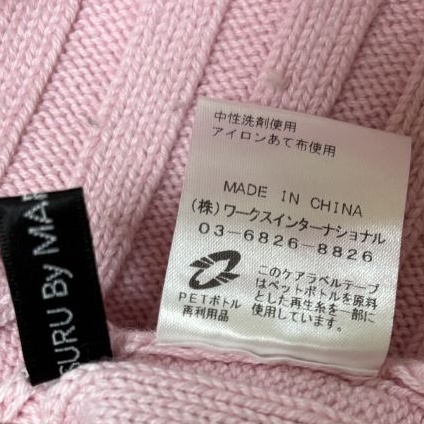 中性洗剤使用
アイロンあて布使用
MADE IN CHINA
(株)ワークスインターナショナル
03-6826-8826
PETボトル
再利用品
このケアラベルテープ
はペットボトルを原料
とした再生糸を一部に
使用しています。
SURU By MAR